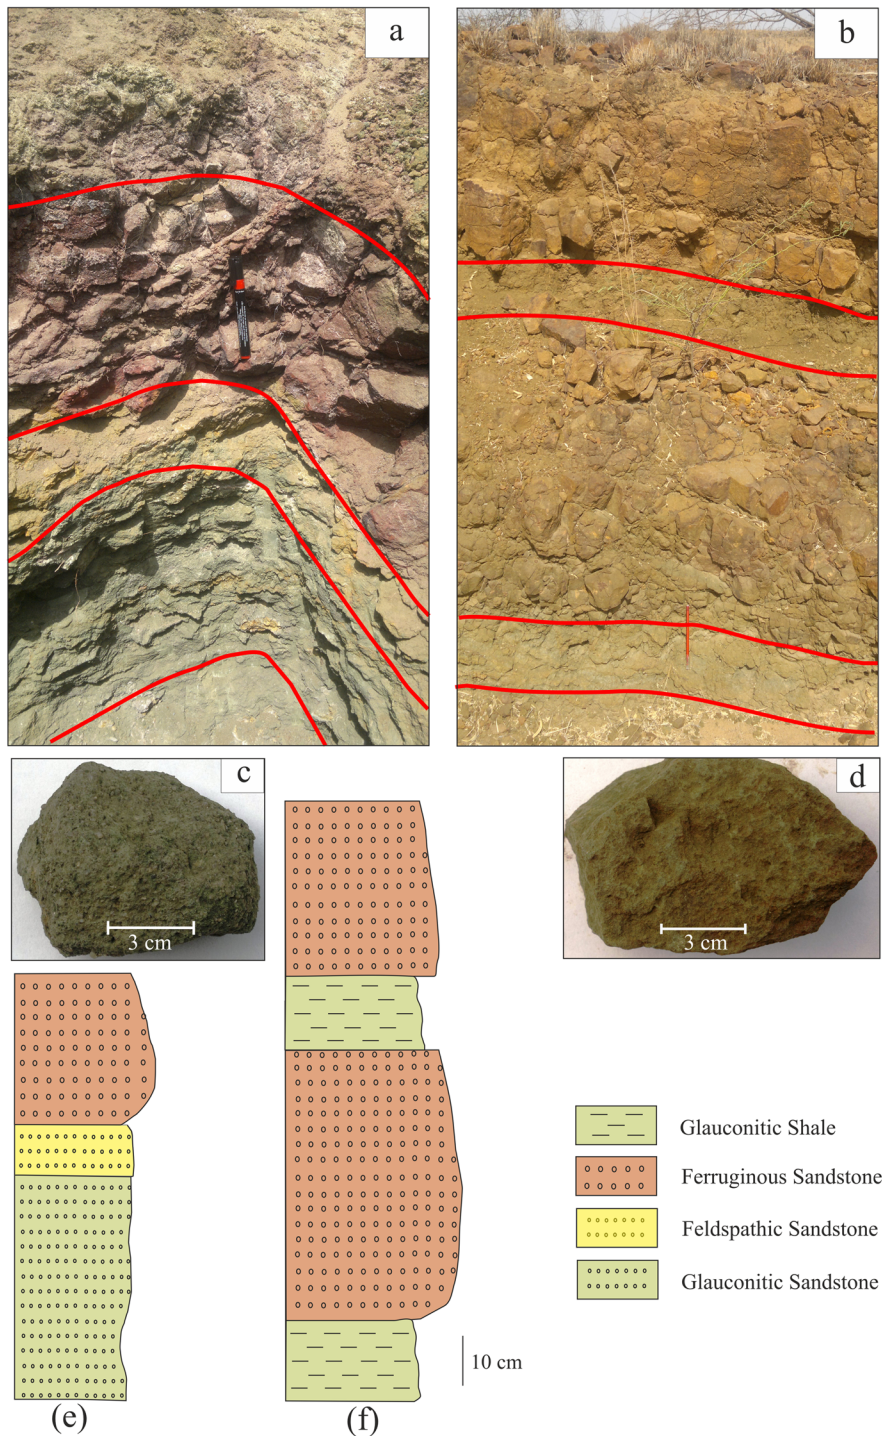 a
b
c
3 cm
d
3 cm
Glauconitic Shale
Ferruginous Sandstone
Feldspathic Sandstone
Glauconitic Sandstone
10 cm
(e)
(f)